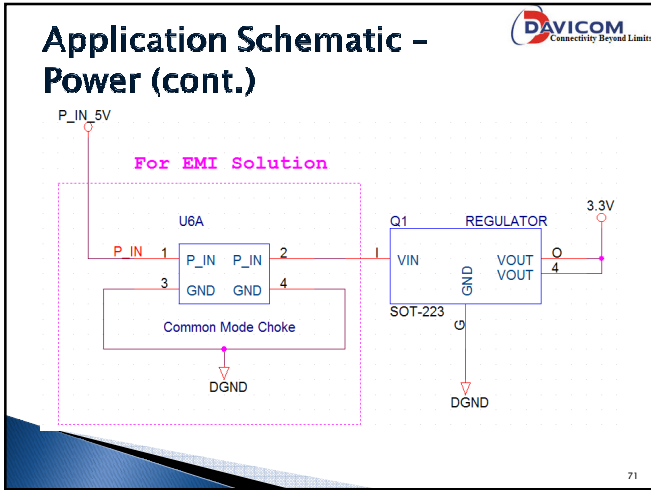 Application Schematic –
Power (cont.)
DAVICOM
Connectivity Beyond Limits
P_IN_5V
For EMI Solution
U6A
P_IN 1 P_IN P_IN 2
3 GND GND 4
Common Mode Choke
DGND
Q1 REGULATOR
3.3V
I VIN VOUT O
VOUT 4
GND
SOT-223
G
DGND
71